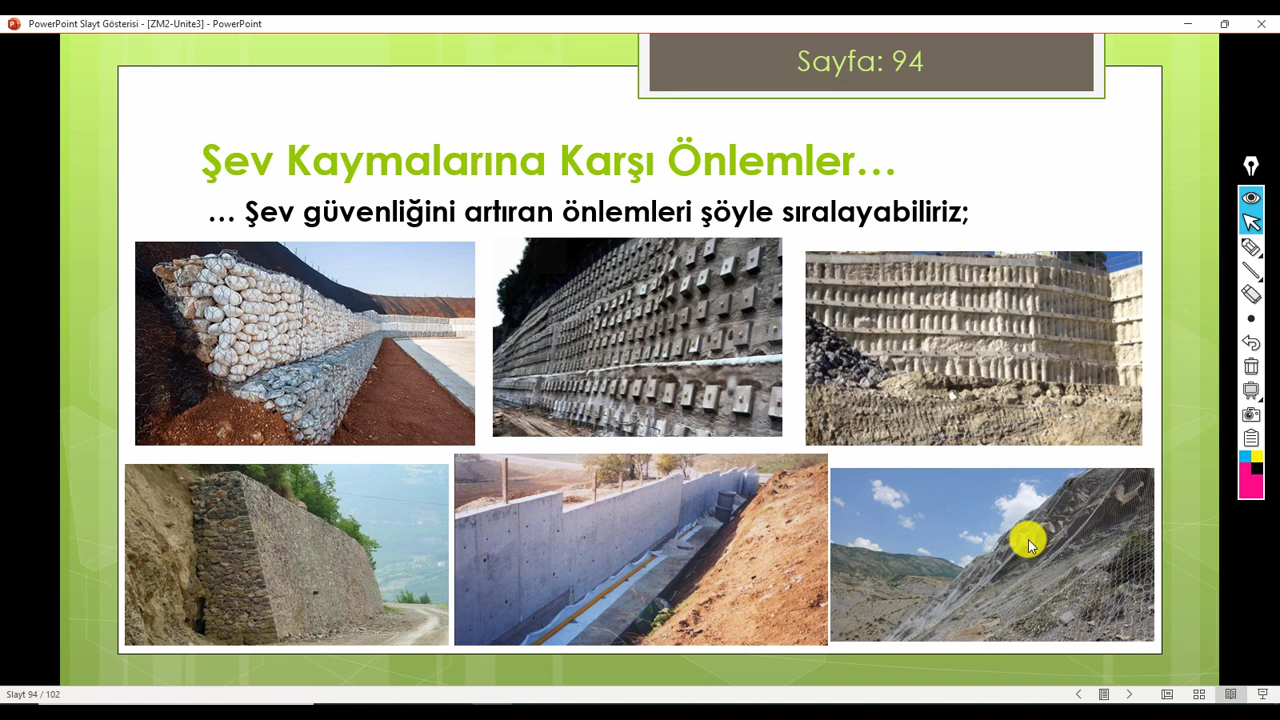 PowerPoint Slayt Gösterisi - [ZM2-Unite3] - PowerPoint
Sayfa: 94
Şev Kaymalarına Karşı Önlemler...
... Şev güvenliğini artıran önlemleri şöyle sıralayabiliriz;
Slayt 94 / 102